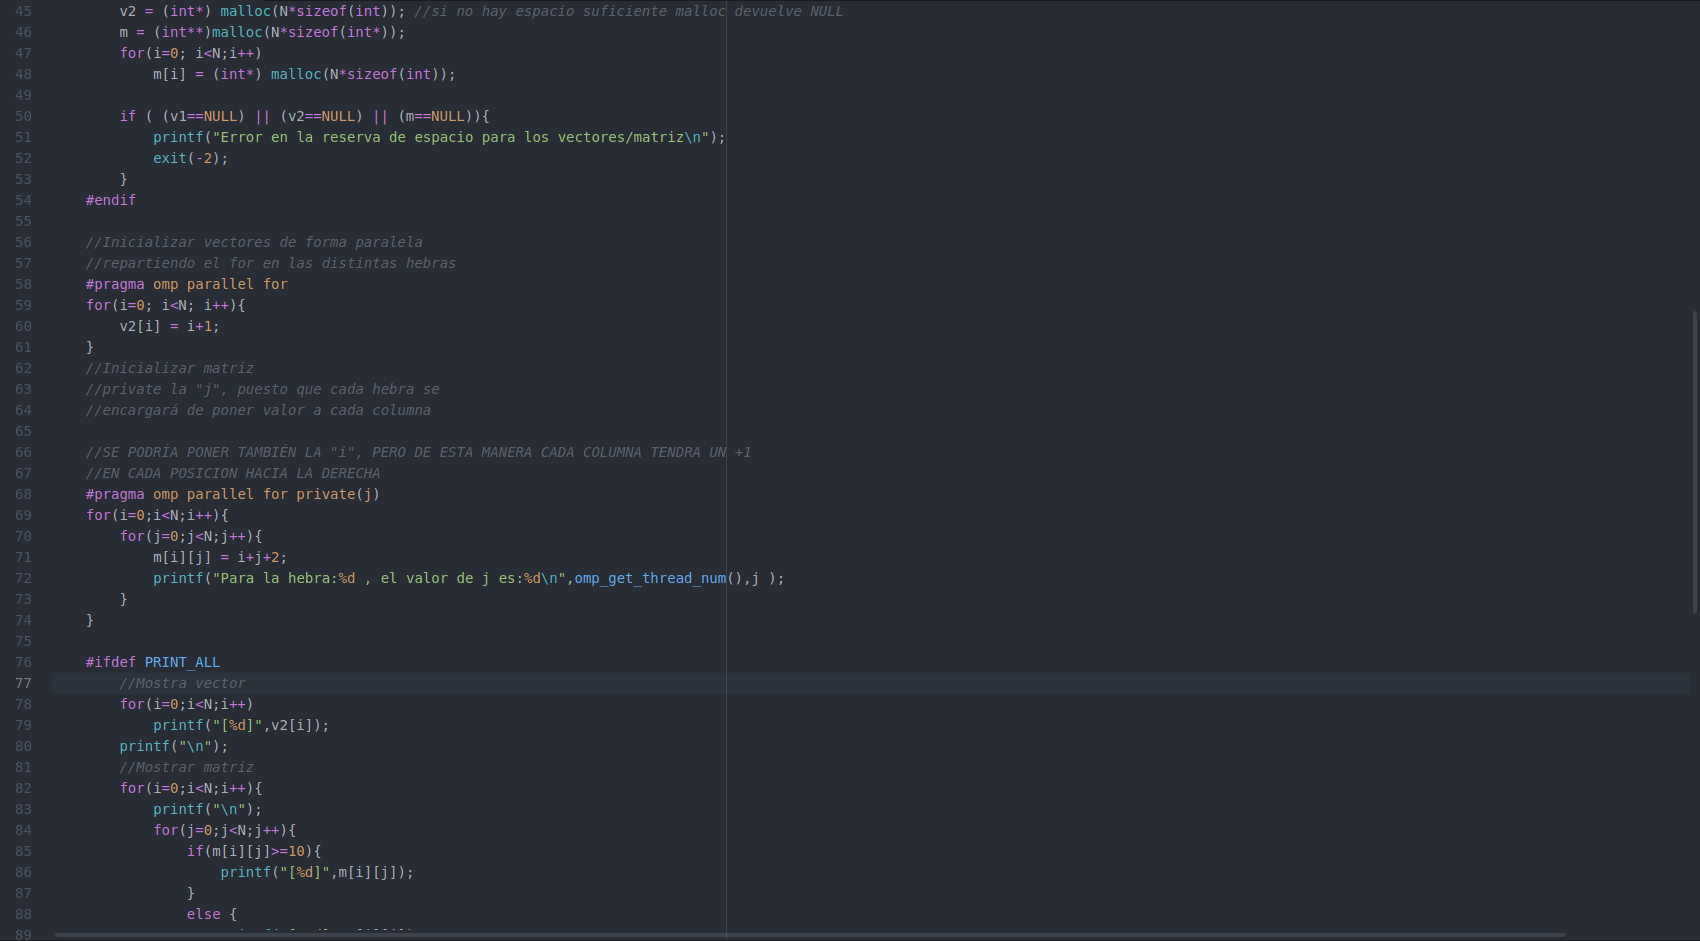 45 v2 = (int*) malloc(N*sizeof(int)); //si no hay espacio suficiente malloc devuelve NULL
46 m = (int**)malloc(N*sizeof(int*));
47 for(i=0; i<N;i++)
48 m[i] = (int*) malloc(N*sizeof(int));
49
50 if ( (v1==NULL) || (v2==NULL) || (m==NULL)){
51 printf("Error en la reserva de espacio para los vectores/matriz\n");
52 exit(-2);
53 }
54 #endif
55
56 //Inicializar vectores de forma paralela
57 //repartiendo el for en las distintas hebras
58 #pragma omp parallel for
59 for(i=0; i<N; i++){
60 v2[i] = i+1;
61 }
62 //Inicializar matriz
63 //private la "j", puesto que cada hebra se
64 //encargará de poner valor a cada columna
65
66 //SE PODRÍA PONER TAMBIÉN LA "i", PERO DE ESTA MANERA CADA COLUMNA TENDRA UN +1
67 //EN CADA POSICION HACIA LA DERECHA
68 #pragma omp parallel for private(j)
69 for(i=0;i<N;i++){
70 for(j=0;j<N;j++){
71 m[i][j] = i+j+2;
72 printf("Para la hebra:%d , el valor de j es:%d\n",omp_get_thread_num(),j );
73 }
74 }
75
76 #ifdef PRINT_ALL
77 //Mostra vector
78 for(i=0;i<N;i++)
79 printf("[%d]",v2[i]);
80 printf("\n");
81 //Mostrar matriz
82 for(i=0;i<N;i++){
83 printf("\n");
84 for(j=0;j<N;j++){
85 if(m[i][j]>=10){
86 printf("[%d]",m[i][j]);
87 }
88 else {
89